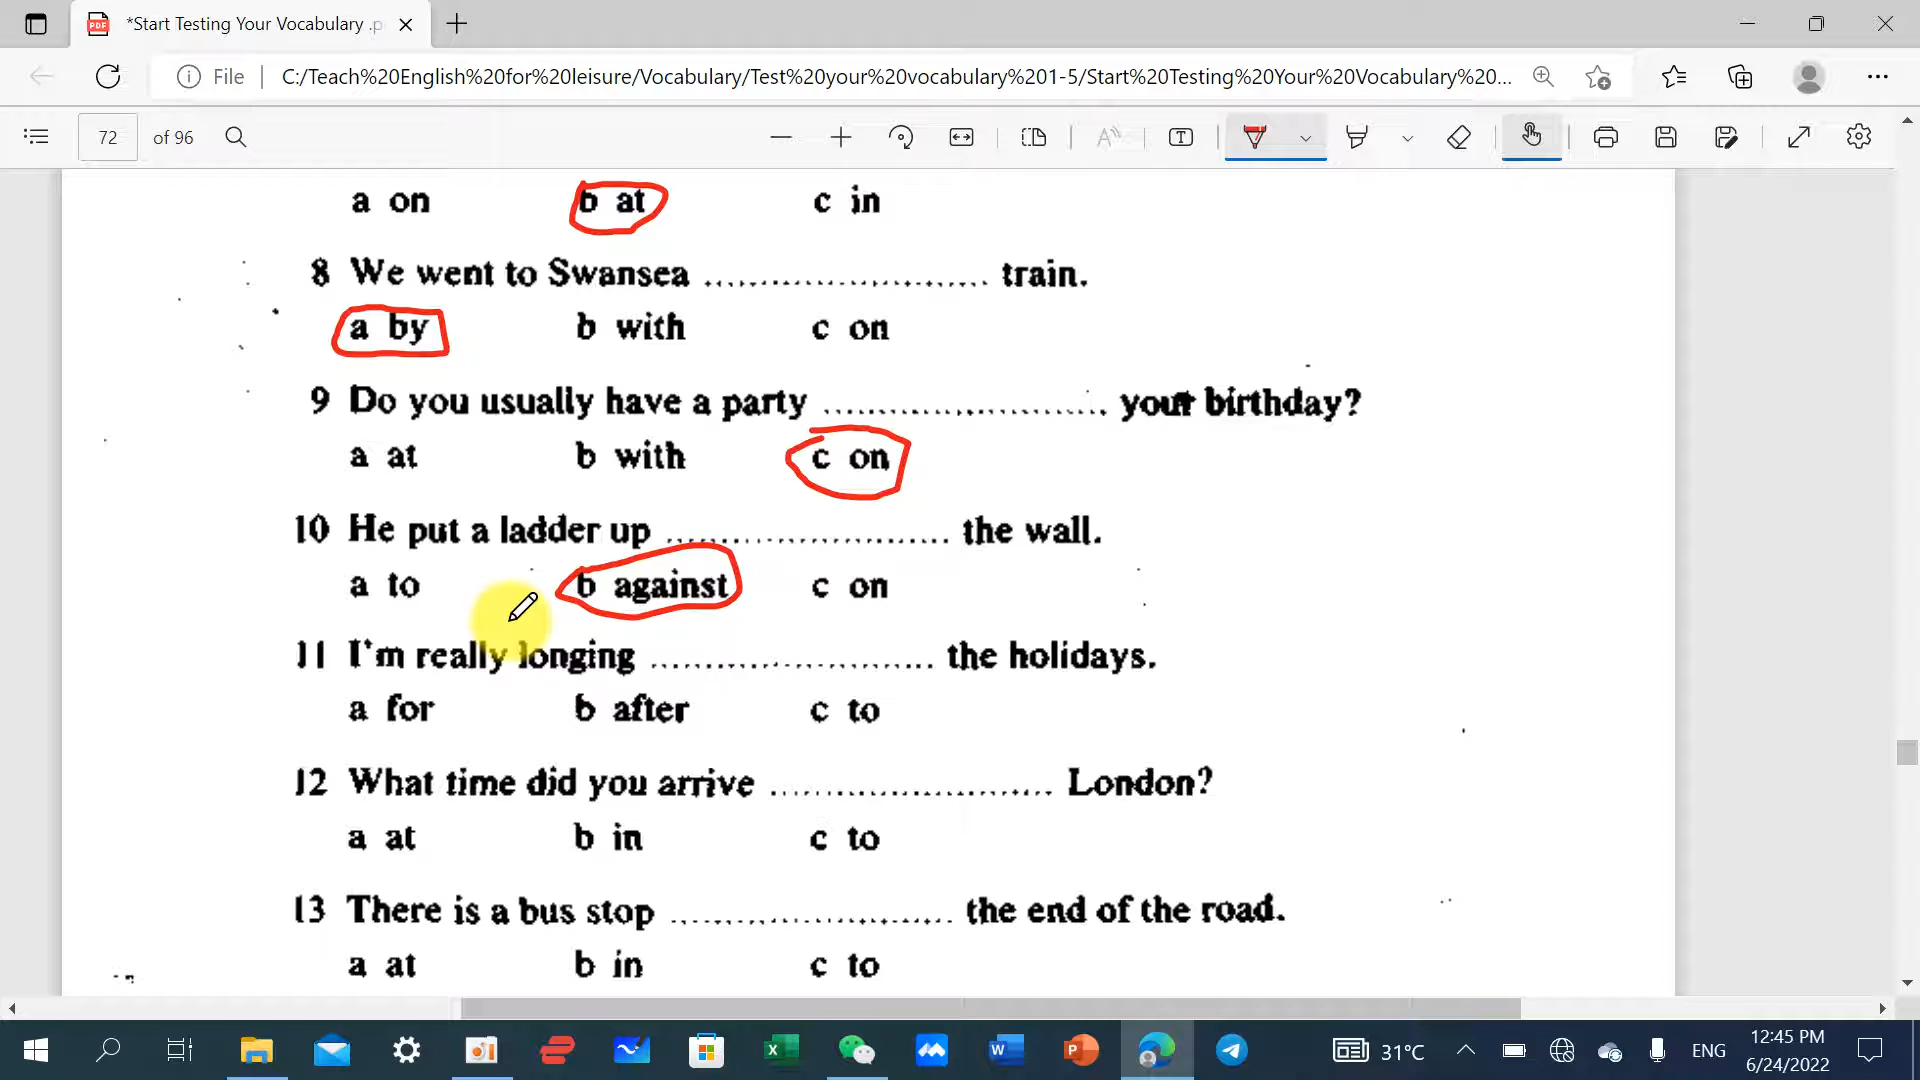 *Start Testing Your Vocabulary .p
File
C:/Teach%20English%20for%20leisure/Vocabulary/Test%20your%20vocabulary%201-5/Start%20Testing%20Your%20Vocabulary%20...
72 of 96
a on b at c in
8 We went to Swansea ........................ train.
a by b with c on
9 Do you usually have a party ........................ your birthday?
a at b with c on
10 He put a ladder up ........................ the wall.
a to b against c on
11 I'm really longing ........................ the holidays.
a for b after c to
12 What time did you arrive ........................ London?
a at b in c to
13 There is a bus stop ........................ the end of the road.
a at b in c to
31°C
ENG
12:45 PM
6/24/2022